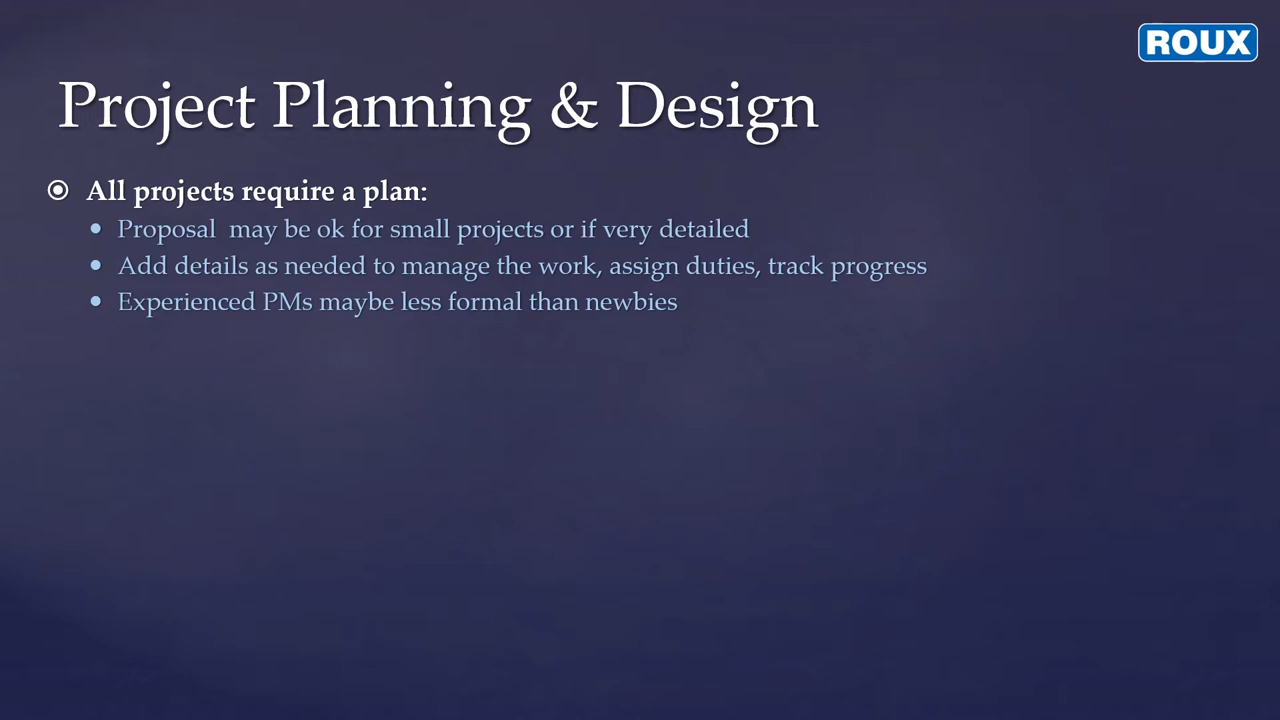 ROUX
Project Planning & Design
All projects require a plan:
Proposal  may be ok for small projects or if very detailed
Add details as needed to manage the work, assign duties, track progress
Experienced PMs maybe less formal than newbies